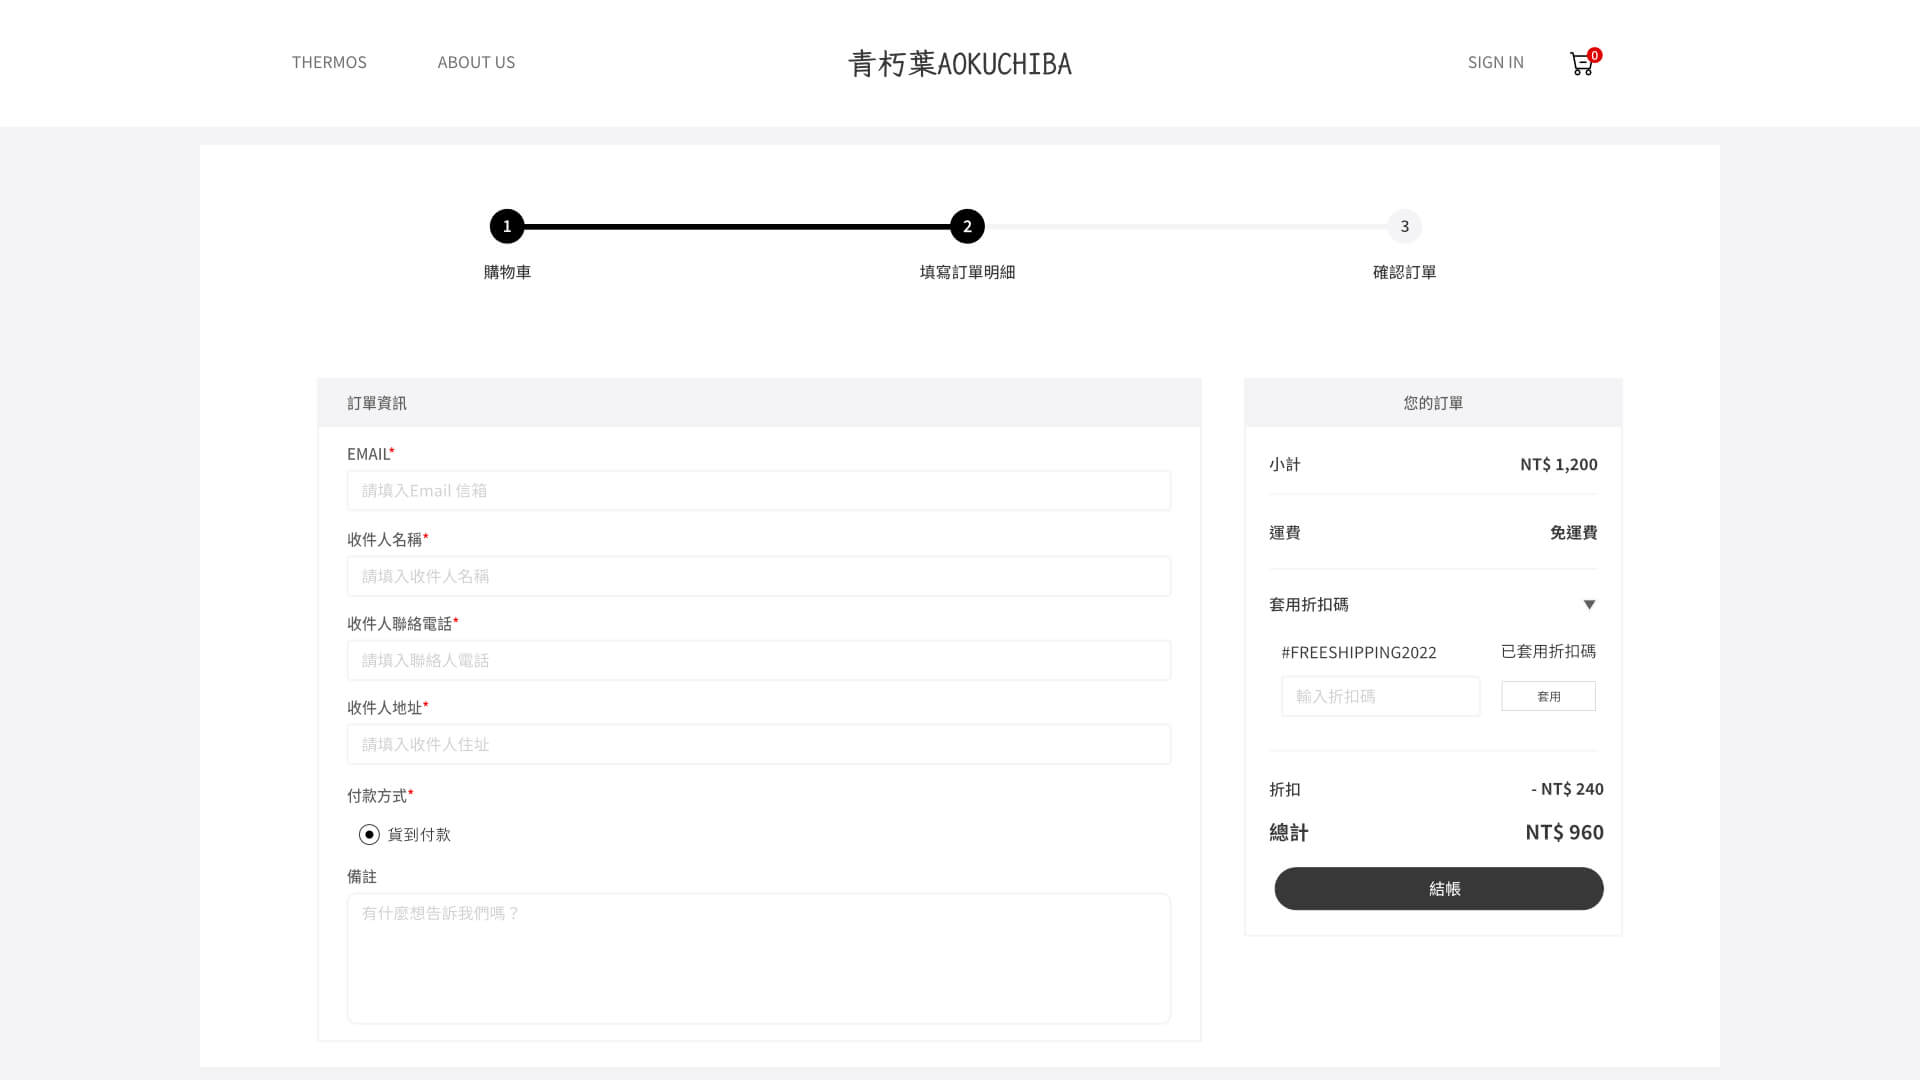 THERMOS
ABOUT US
青朽葉AOKUCHIBA
SIGN IN
0
1
2
3
購物車
填寫訂單明細
確認訂單
訂單資訊
EMAIL*
請填入Email 信箱
收件人名稱*
請填入收件人名稱
收件人聯絡電話*
請填入聯絡人電話
收件人地址*
請填入收件人住址
付款方式*
貨到付款
備註
有什麼想告訴我們嗎？
您的訂單
小計 NT$ 1,200
運費 免運費
套用折扣碼 ▼
#FREESHIPPING2022 已套用折扣碼
輸入折扣碼 套用
折扣 - NT$ 240
總計 NT$ 960
結帳